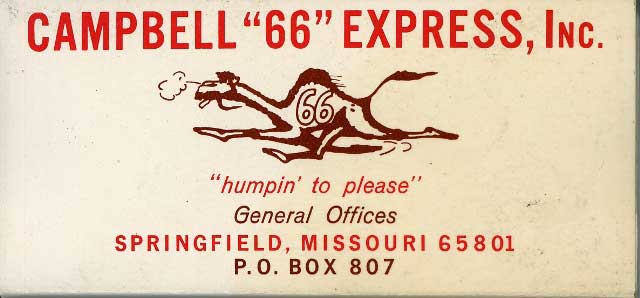 CAMPBELL "66" EXPRESS, INC.
66
"humpin' to please"
General Offices
SPRINGFIELD, MISSOURI 65801
P.O. BOX 807